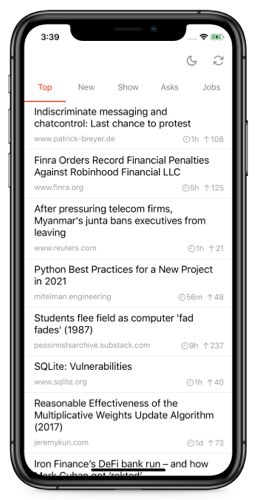 3:39
Top New Show Asks Jobs
Indiscriminate messaging and
chatcontrol: Last chance to protest
www.patrick-breyer.de 1h 108
Finra Orders Record Financial Penalties
Against Robinhood Financial LLC
www.finra.org 5h 125
After pressuring telecom firms,
Myanmar's junta bans executives from
leaving
www.reuters.com 1h 21
Python Best Practices for a New Project
in 2021
mitelman.engineering 56m 48
Students flee field as computer 'fad
fades' (1987)
pessimistsarchive.substack.com 9h 237
SQLite: Vulnerabilities
www.sqlite.org 1h 40
Reasonable Effectiveness of the
Multiplicative Weights Update Algorithm
(2017)
jeremykun.com 1d 73
Iron Finance's DeFi bank run – and how
Mark Cuban got 'rekted'